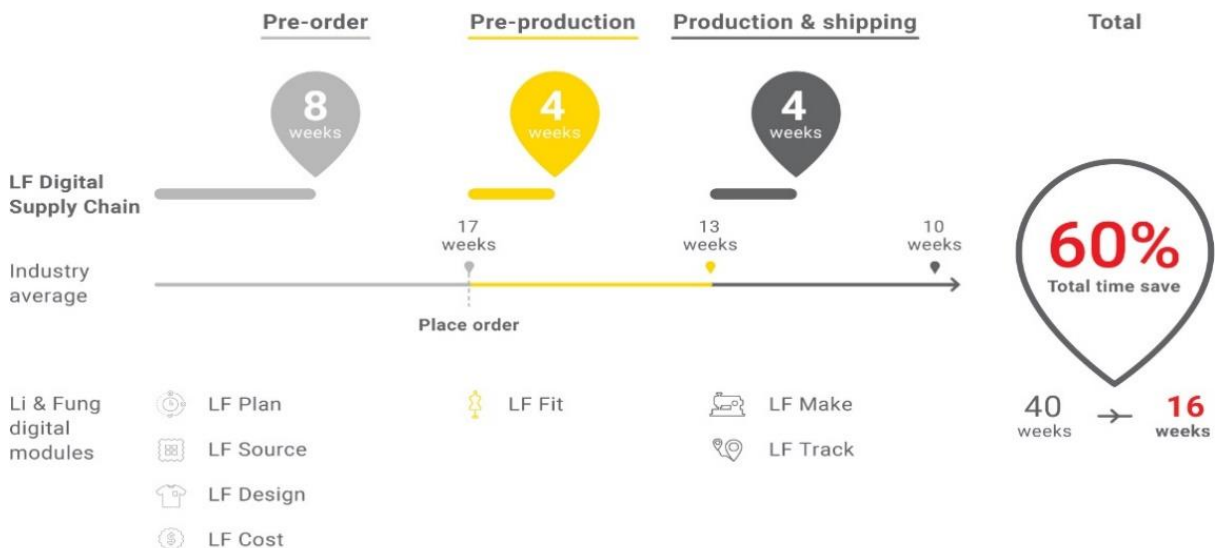 Pre-order
Pre-production
Production & shipping
Total
8
weeks
4
weeks
4
weeks
LF Digital
Supply Chain
17
weeks
13
weeks
10
weeks
Industry
average
Place order
60%
Total time save
40
weeks
16
weeks
Li & Fung
digital
modules
LF Plan
LF Source
LF Design
LF Cost
LF Fit
LF Make
LF Track